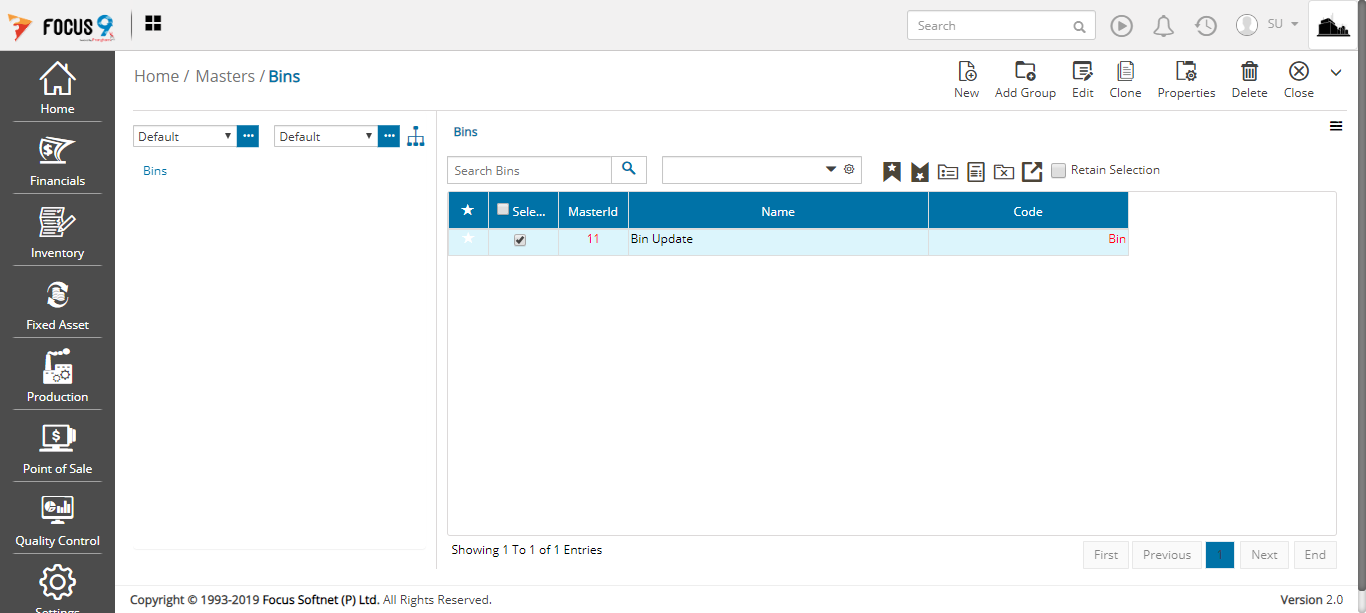 FOCUS 9
Search
SU
Home
Financials
Inventory
Fixed Asset
Production
Point of Sale
Quality Control
Settings
Home / Masters / Bins
New
Add Group
Edit
Clone
Properties
Delete
Close
Default
Default
Bins
Bins
Search Bins
Retain Selection
Sele... MasterId Name Code
11 Bin Update Bin
Showing 1 To 1 of 1 Entries
First Previous 1 Next End
Copyright © 1993-2019 Focus Softnet (P) Ltd. All Rights Reserved.
Version 2.0